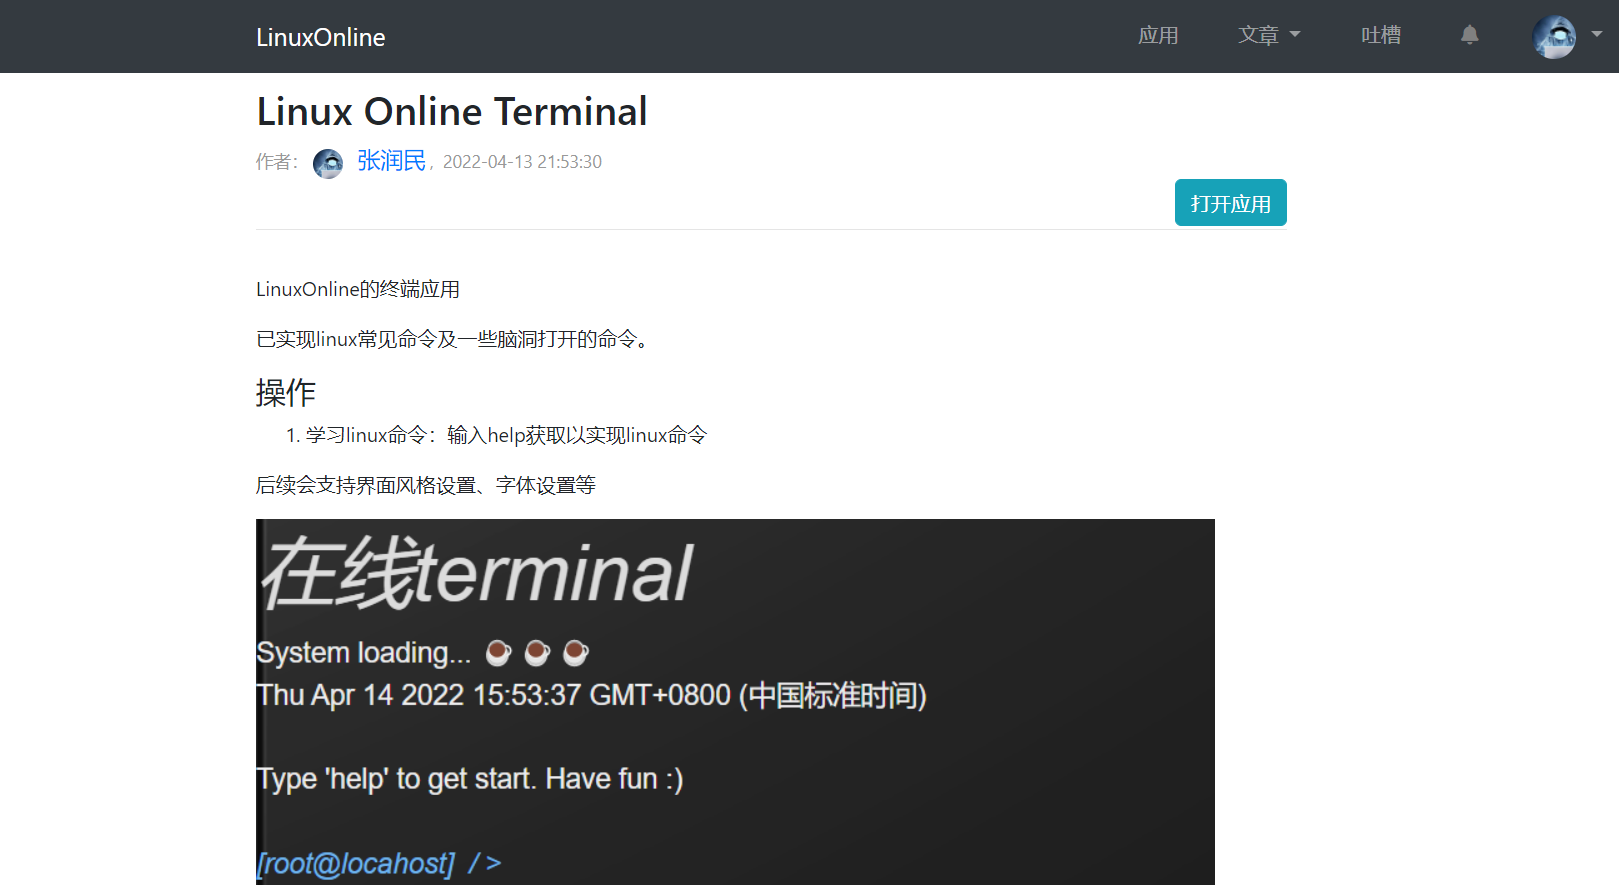 LinuxOnline 应用 文章 吐槽
Linux Online Terminal
作者： 张润民 , 2022-04-13 21:53:30
打开应用
LinuxOnline的终端应用
已实现linux常见命令及一些脑洞打开的命令。
操作
1. 学习linux命令：输入help获取以实现linux命令
后续会支持界面风格设置、字体设置等
在线terminal
System loading... ☕ ☕ ☕
Thu Apr 14 2022 15:53:37 GMT+0800 (中国标准时间)
Type 'help' to get start. Have fun :)
[root@locahost] / >